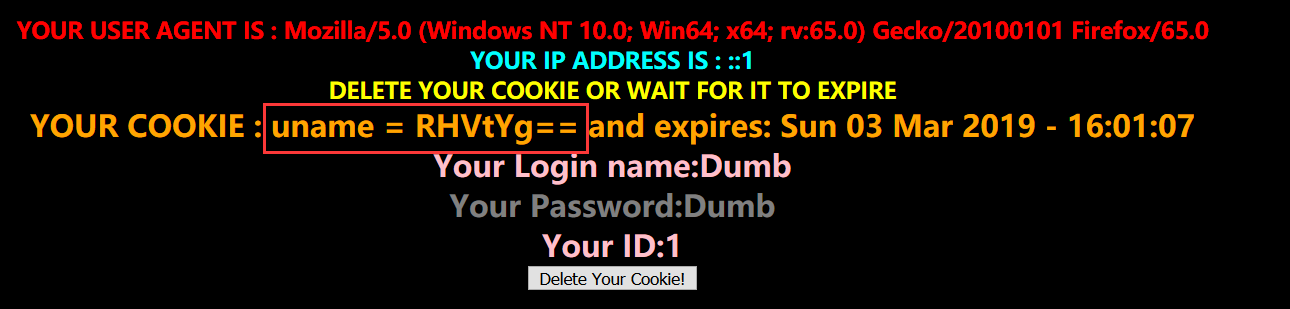 YOUR USER AGENT IS : Mozilla/5.0 (Windows NT 10.0; Win64; x64; rv:65.0) Gecko/20100101 Firefox/65.0
YOUR IP ADDRESS IS : ::1
DELETE YOUR COOKIE OR WAIT FOR IT TO EXPIRE
YOUR COOKIE : uname = RHVtYg== and expires: Sun 03 Mar 2019 - 16:01:07
Your Login name:Dumb
Your Password:Dumb
Your ID:1
Delete Your Cookie!